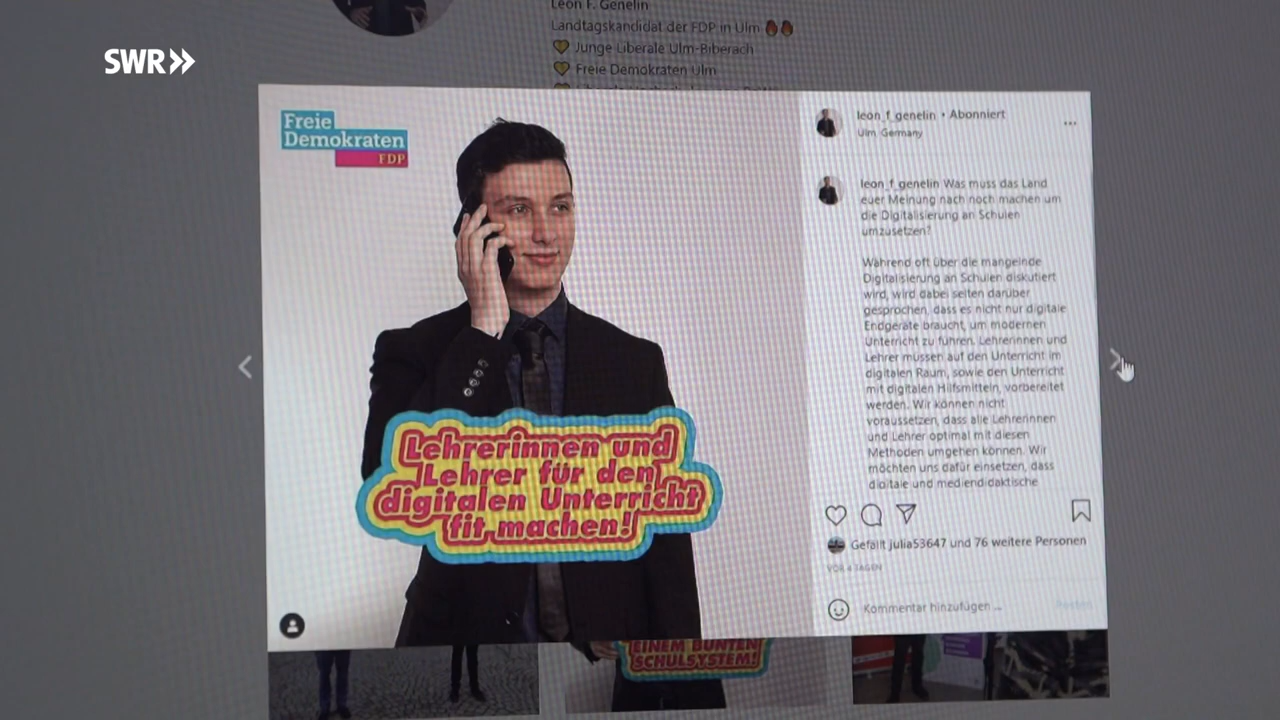 Leon F. Genelin
Landtagskandidat der FDP in Ulm
SWR
Junge Liberale Ulm-Biberach
Freie Demokraten Ulm
Freie
Demokraten
FDP
leon_f_genelin • Abonniert
Ulm, Germany
leon_f_genelin Was muss das Land
euer Meinung nach noch machen um
die Digitalisierung an Schulen
umzusetzen?
Während oft über die mangelnde
Digitalisierung an Schulen diskutiert
wird, wird dabei selten darüber
gesprochen, dass es nicht nur digitale
Endgeräte braucht, um modernen
Unterricht zu führen. Lehrerinnen und
Lehrer müssen auf den Unterricht im
digitalen Raum, sowie den Unterricht
mit digitalen Hilfsmitteln, vorbereitet
werden. Wir können nicht
voraussetzen, dass alle Lehrerinnen
und Lehrer optimal mit diesen
Methoden umgehen können. Wir
möchten uns dafür einsetzen, dass
digitale und mediendidaktische
Lehrerinnen und
Lehrer für den
digitalen Unterricht
fit machen!
Gefällt julia53647 und 76 weitere Personen
VOR 4 TAGEN
Kommentar hinzufügen ...
Posten
EINEM BUNTEN
SCHULSYSTEM!